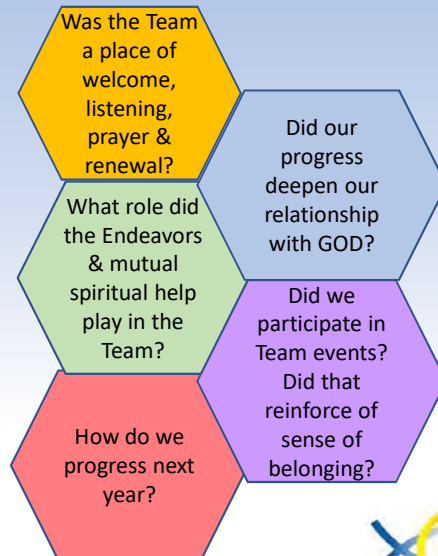 Was the Team
a place of
welcome,
listening,
prayer &
renewal?
Did our
progress
deepen our
relationship
with GOD?
What role did
the Endeavors
& mutual
spiritual help
play in the
Team?
Did we
participate in
Team events?
Did that
reinforce of
sense of
belonging?
How do we
progress next
year?